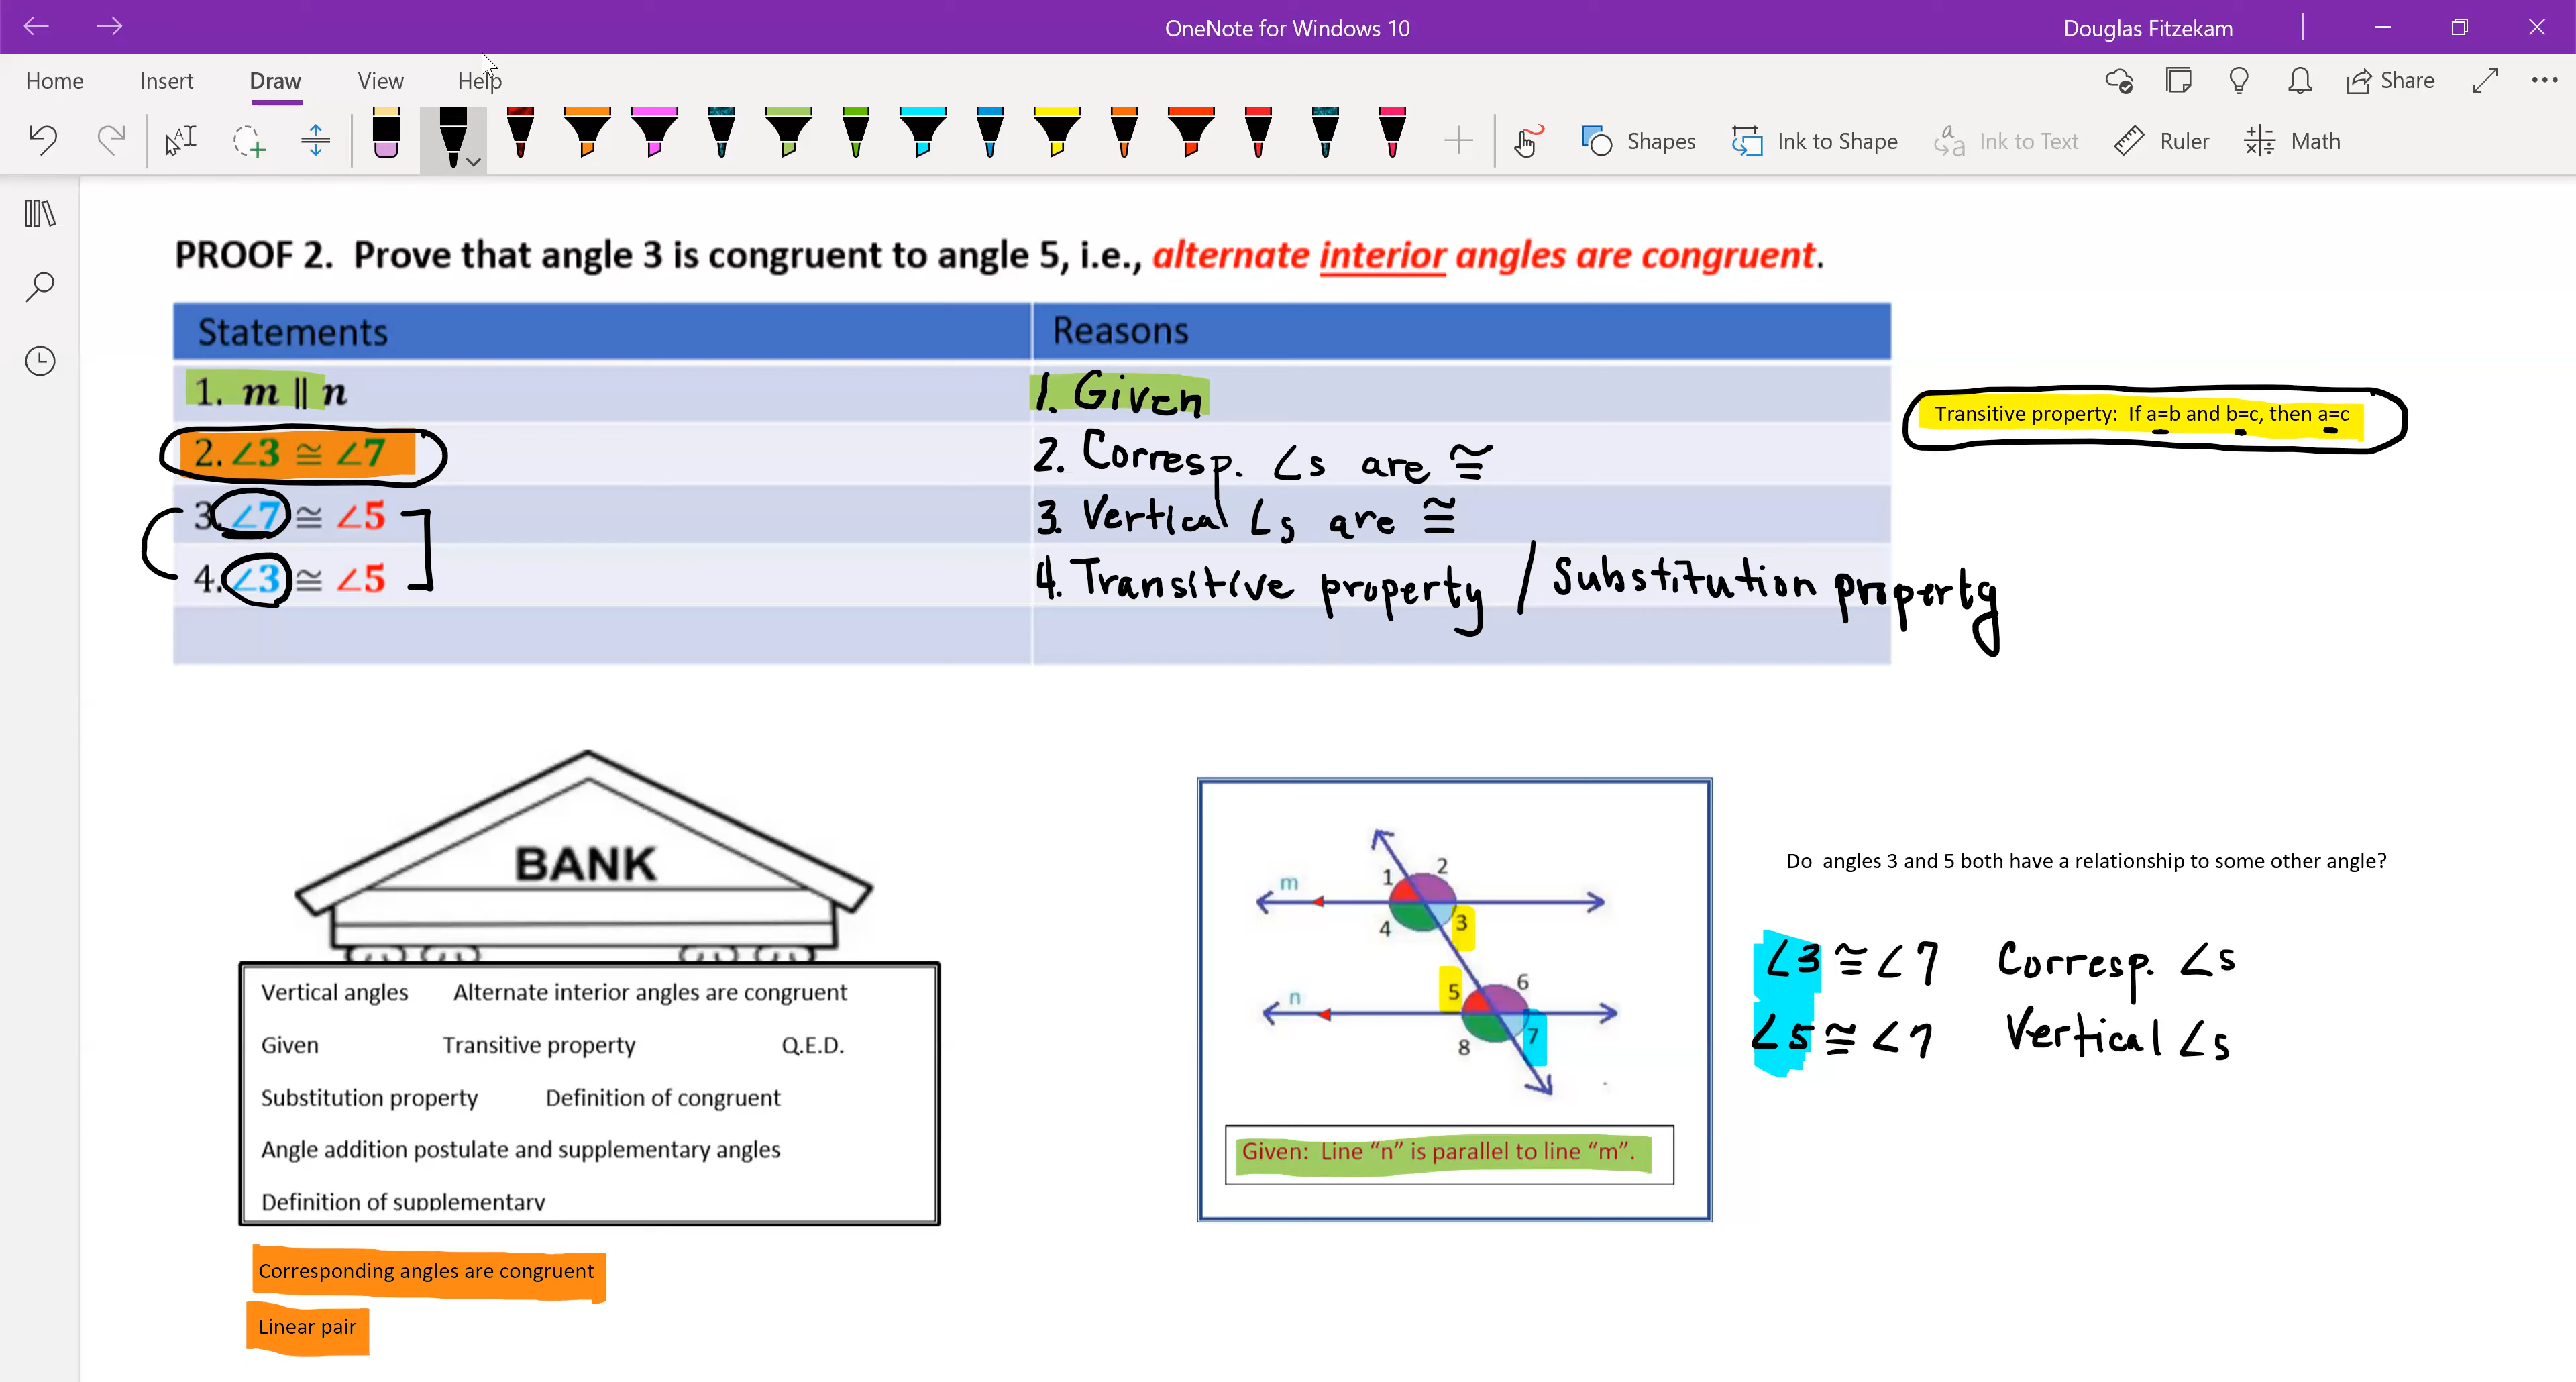 OneNote for Windows 10
Douglas Fitzekam
Home Insert Draw View Help
Share
Shapes Ink to Shape Ink to Text Ruler Math
PROOF 2. Prove that angle 3 is congruent to angle 5, i.e., alternate interior angles are congruent.
Statements Reasons
1. m ∥ n 1. Given
Transitive property: If a=b and b=c, then a=c
2. ∠3 ≅ ∠7 2. Corresp. ∠s are ≅
3. ∠7 ≅ ∠5 3. Vertical ∠s are ≅
4. ∠3 ≅ ∠5 4. Transitive property / Substitution property
BANK
Vertical angles Alternate interior angles are congruent
Given Transitive property Q.E.D.
Substitution property Definition of congruent
Angle addition postulate and supplementary angles
Definition of supplementary
Corresponding angles are congruent
Linear pair
1 2
m
4 3
5 6
n
8 7
Given: Line “n” is parallel to line “m”.
Do angles 3 and 5 both have a relationship to some other angle?
∠3 ≅ ∠7 Corresp. ∠s
∠5 ≅ ∠7 Vertical ∠s